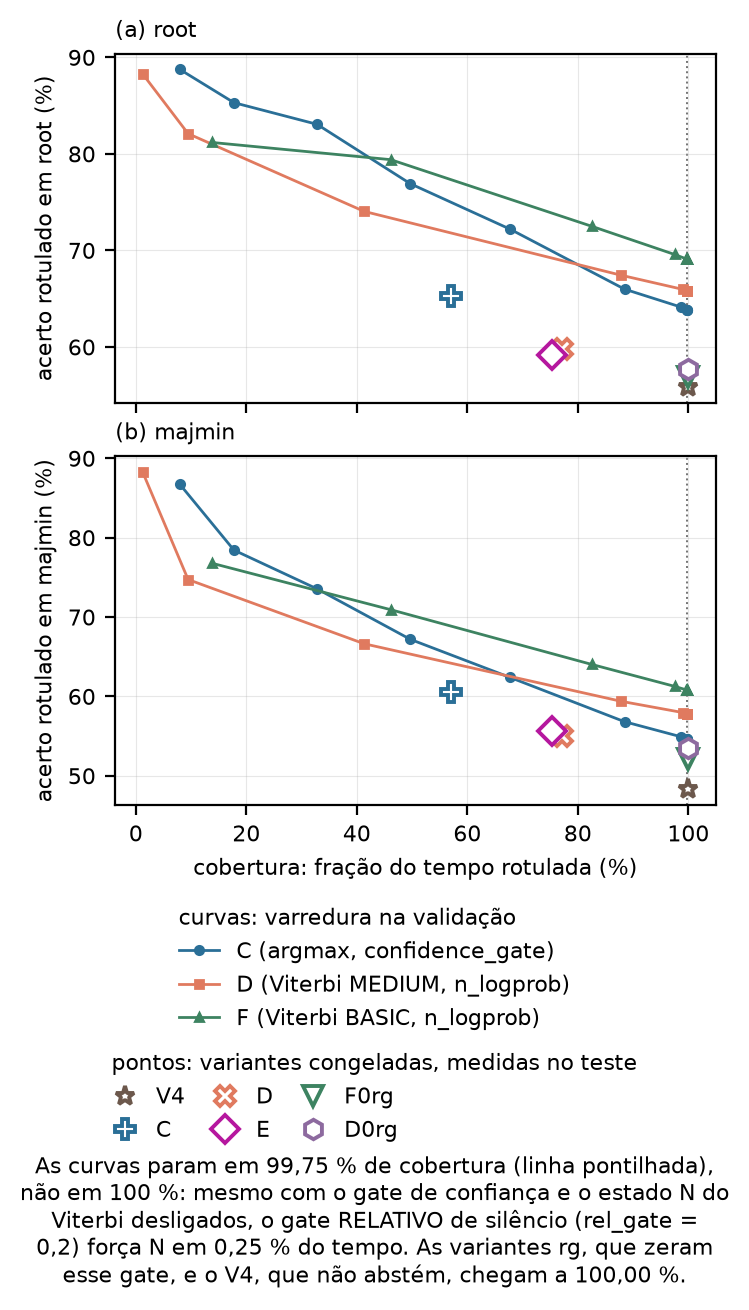 (a) root
90
80
70
60
acerto rotulado em root (%)
(b) majmin
90
80
70
60
50
acerto rotulado em majmin (%)
0 20 40 60 80 100
cobertura: fração do tempo rotulada (%)
curvas: varredura na validação
C (argmax, confidence_gate)
D (Viterbi MEDIUM, n_logprob)
F (Viterbi BASIC, n_logprob)
pontos: variantes congeladas, medidas no teste
V4 D F0rg
C E D0rg
As curvas param em 99,75 % de cobertura (linha pontilhada),
não em 100 %: mesmo com o gate de confiança e o estado N do
Viterbi desligados, o gate RELATIVO de silêncio (rel_gate =
0,2) força N em 0,25 % do tempo. As variantes rg, que zeram
esse gate, e o V4, que não abstém, chegam a 100,00 %.